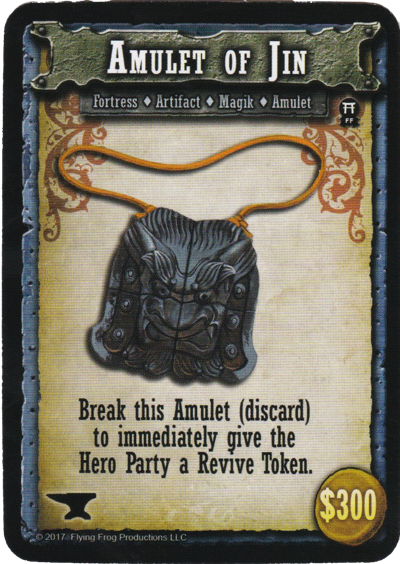 Amulet of Jin
Fortress ♦ Artifact ♦ Magik ♦ Amulet
FF
Break this Amulet (discard)
to immediately give the
Hero Party a Revive Token.
$300
©2017 Flying Frog Productions LLC